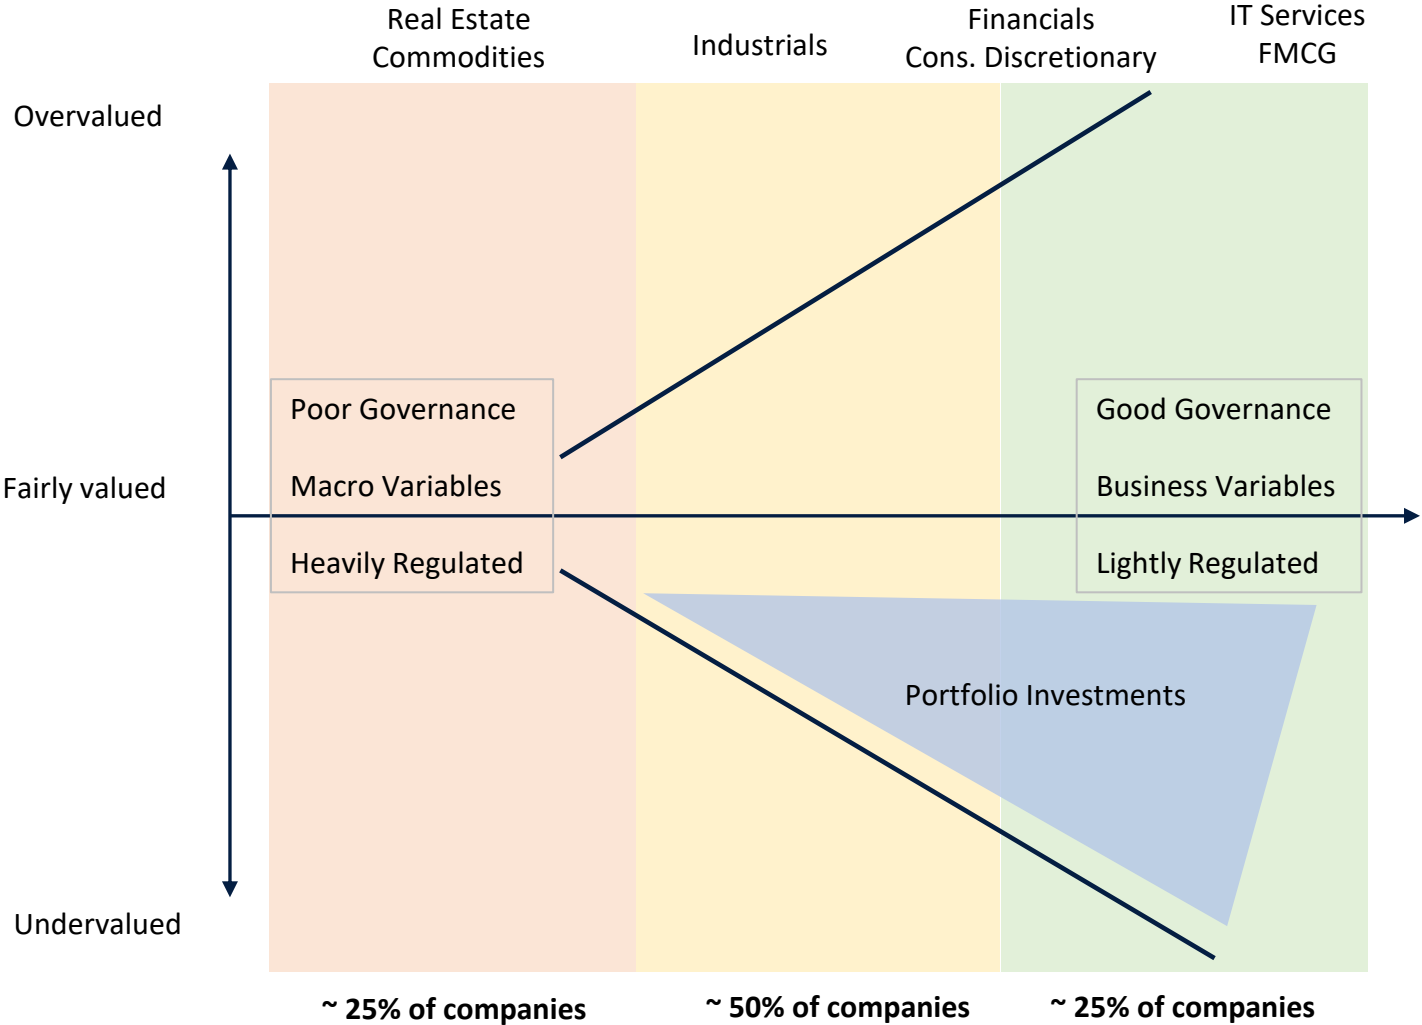 Real Estate
Commodities
Industrials
Financials
Cons. Discretionary
IT Services
FMCG
Overvalued
Fairly valued
Undervalued
Poor Governance
Macro Variables
Heavily Regulated
Good Governance
Business Variables
Lightly Regulated
Portfolio Investments
~ 25% of companies
~ 50% of companies
~ 25% of companies